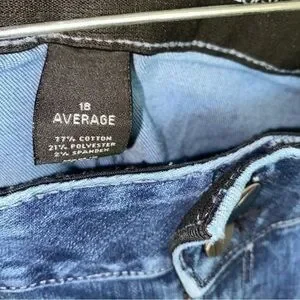 18
AVERAGE
77% COTTON
21% POLYESTER
2% SPANDEX